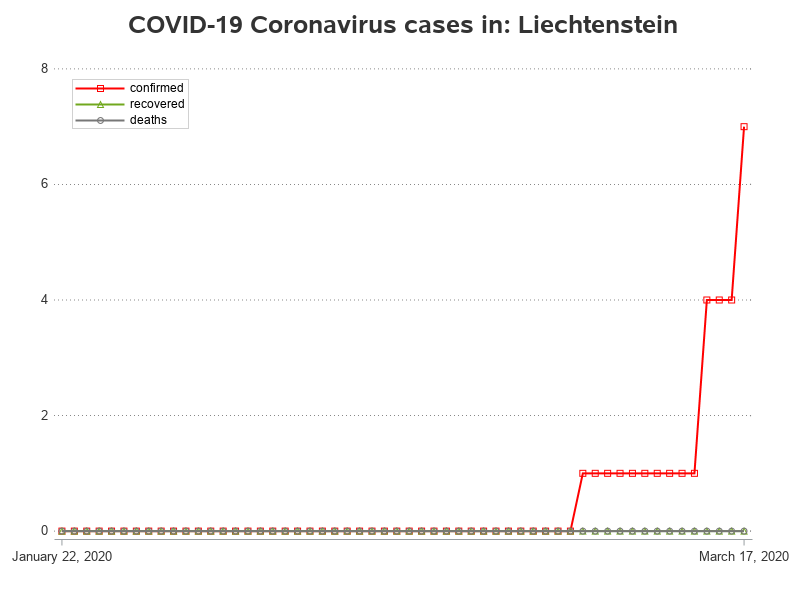 COVID-19 Coronavirus cases in: Liechtenstein
8
confirmed
recovered
deaths
6
4
2
0
January 22, 2020
March 17, 2020